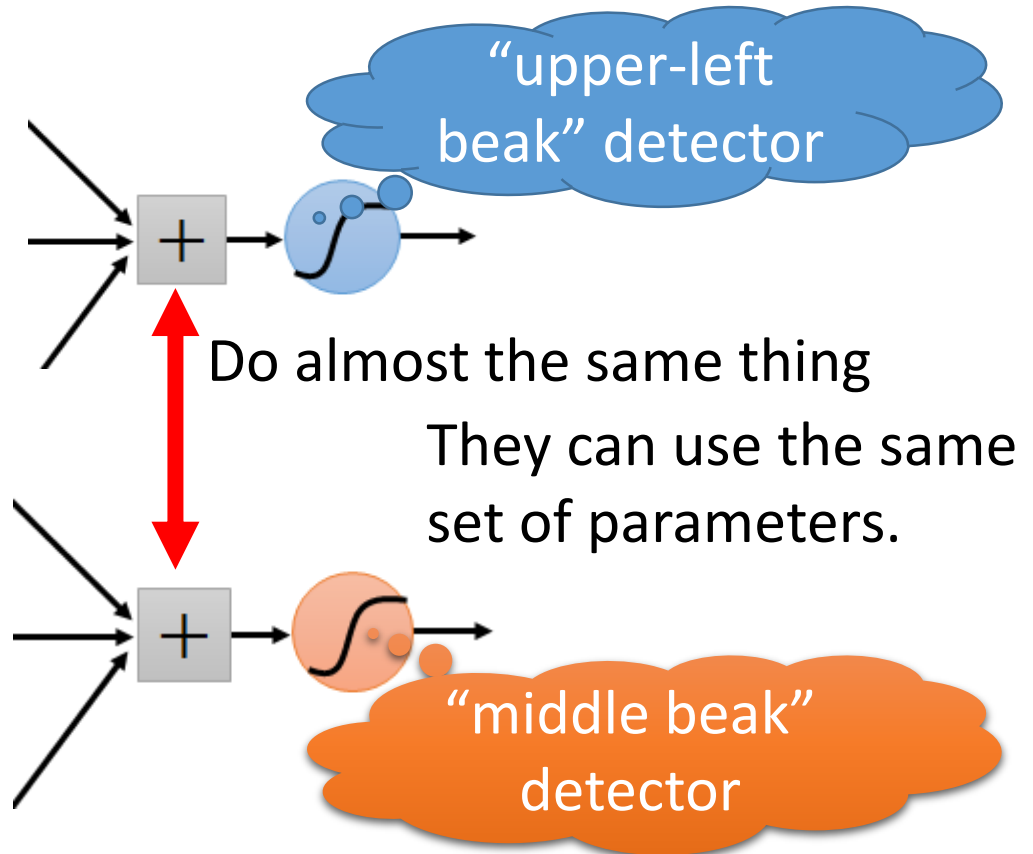 “upper-left
beak” detector
+
Do almost the same thing
They can use the same
set of parameters.
+
“middle beak”
detector